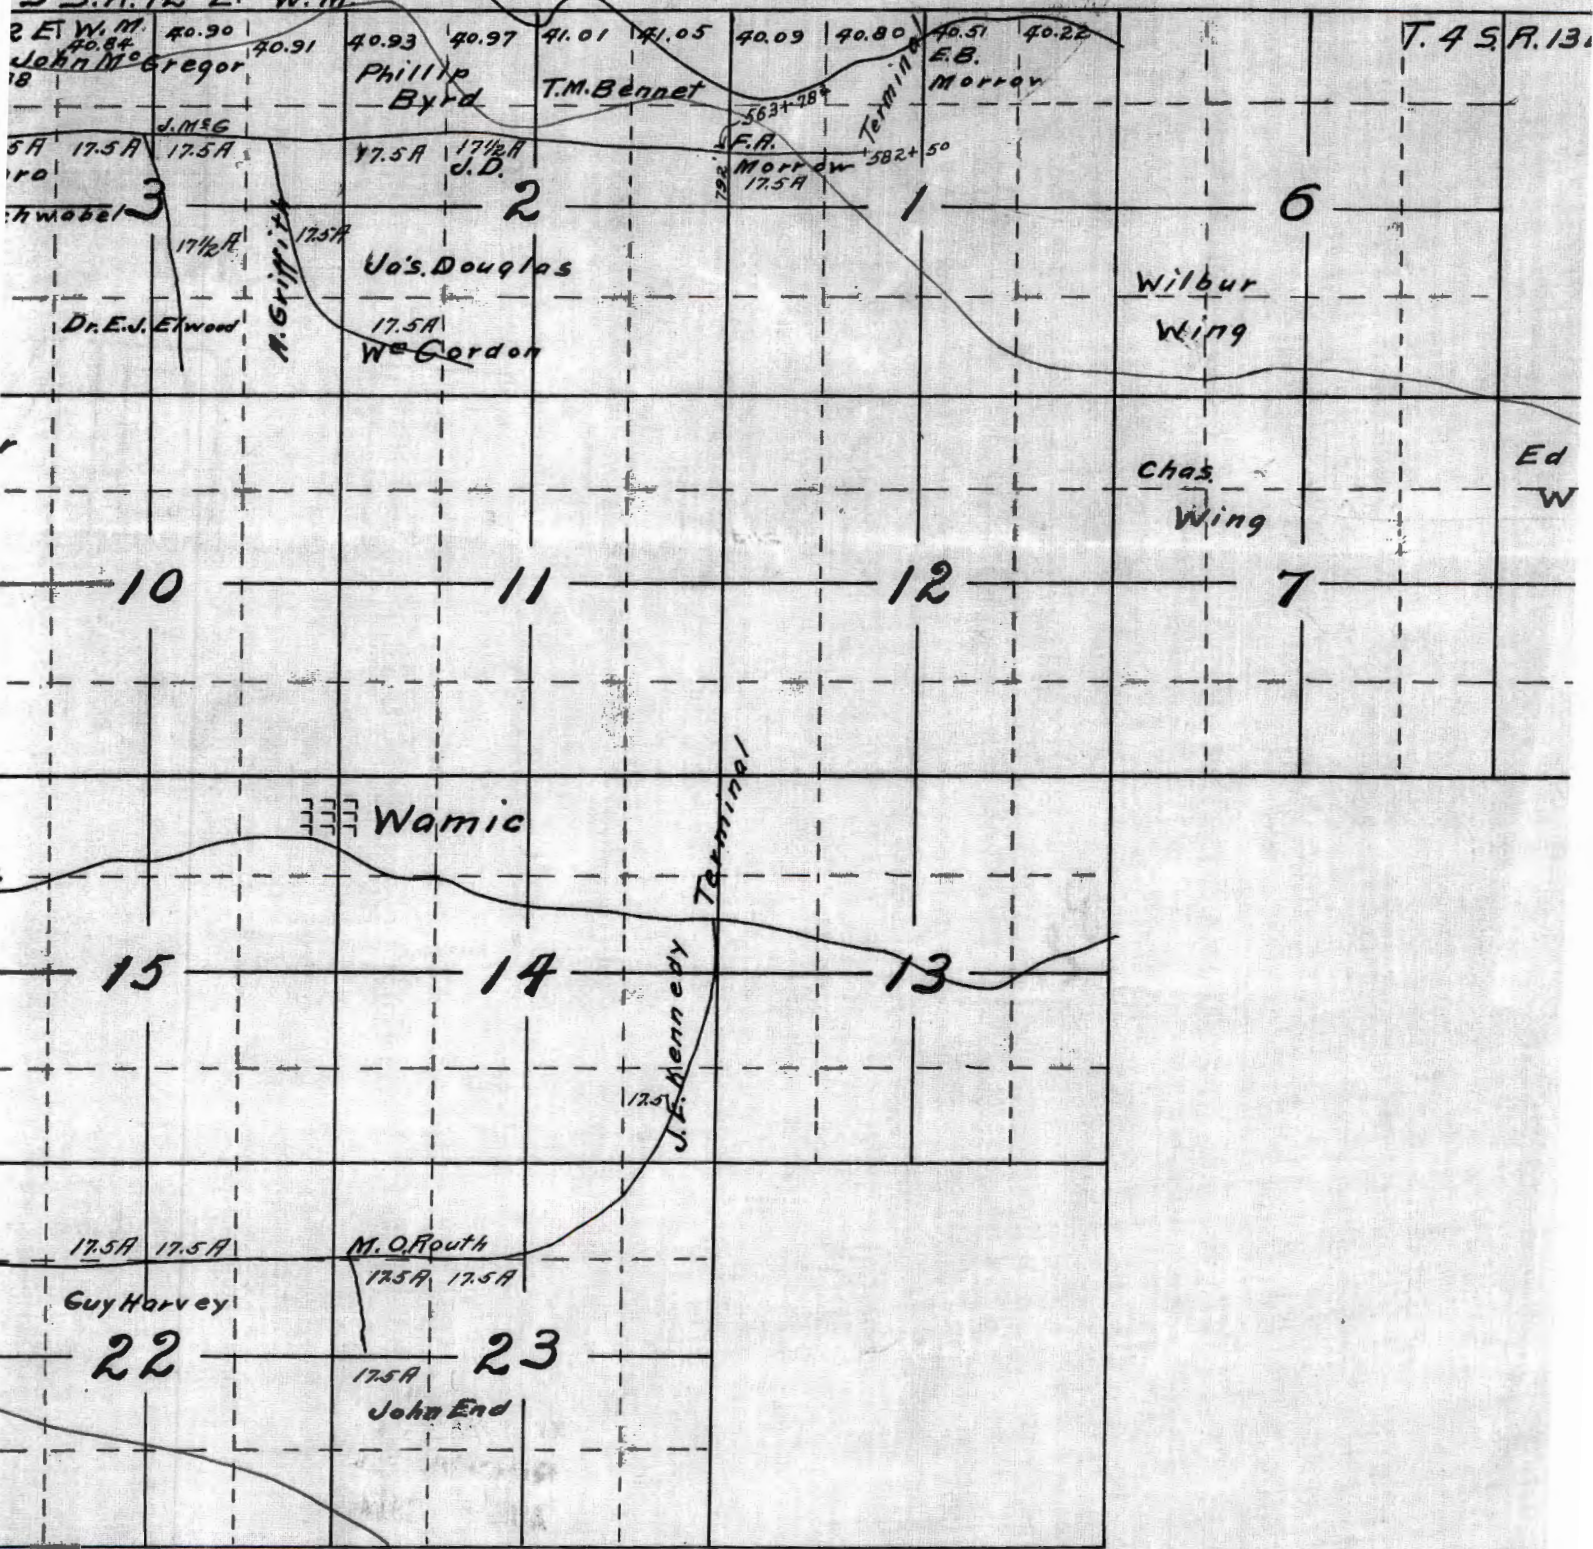 S.R. 12 E. W.M.
2 E W.M. 40.90 40.91 40.93 40.97 41.01 41.05 40.09 40.80 40.51 40.22 T. 4 S. R. 13
40.84
John McGregor
18
Phillip
Byrd
T.M. Bennet
E.B.
Morrow
Terminal
563+28
J. McG
5A 17.5A 17.5A 17.5A 17½A
J.D.
F.A.
Morrow
17.5A
582+50
792
3 2 1 6
17½A
17.5A
N. Griffith
Jos. Douglas
Dr. E.J. Elwood
17.5A
Wm Gordon
Wilbur
Wing
Chas.
Wing
Ed
W
10 11 12 7
Wamic
Terminal
15 14 13
J.E. Kennedy
17.5
17.5A 17.5A
M.O. Routh
17.5A 17.5A
Guy Harvey
22 23
17.5A
John End